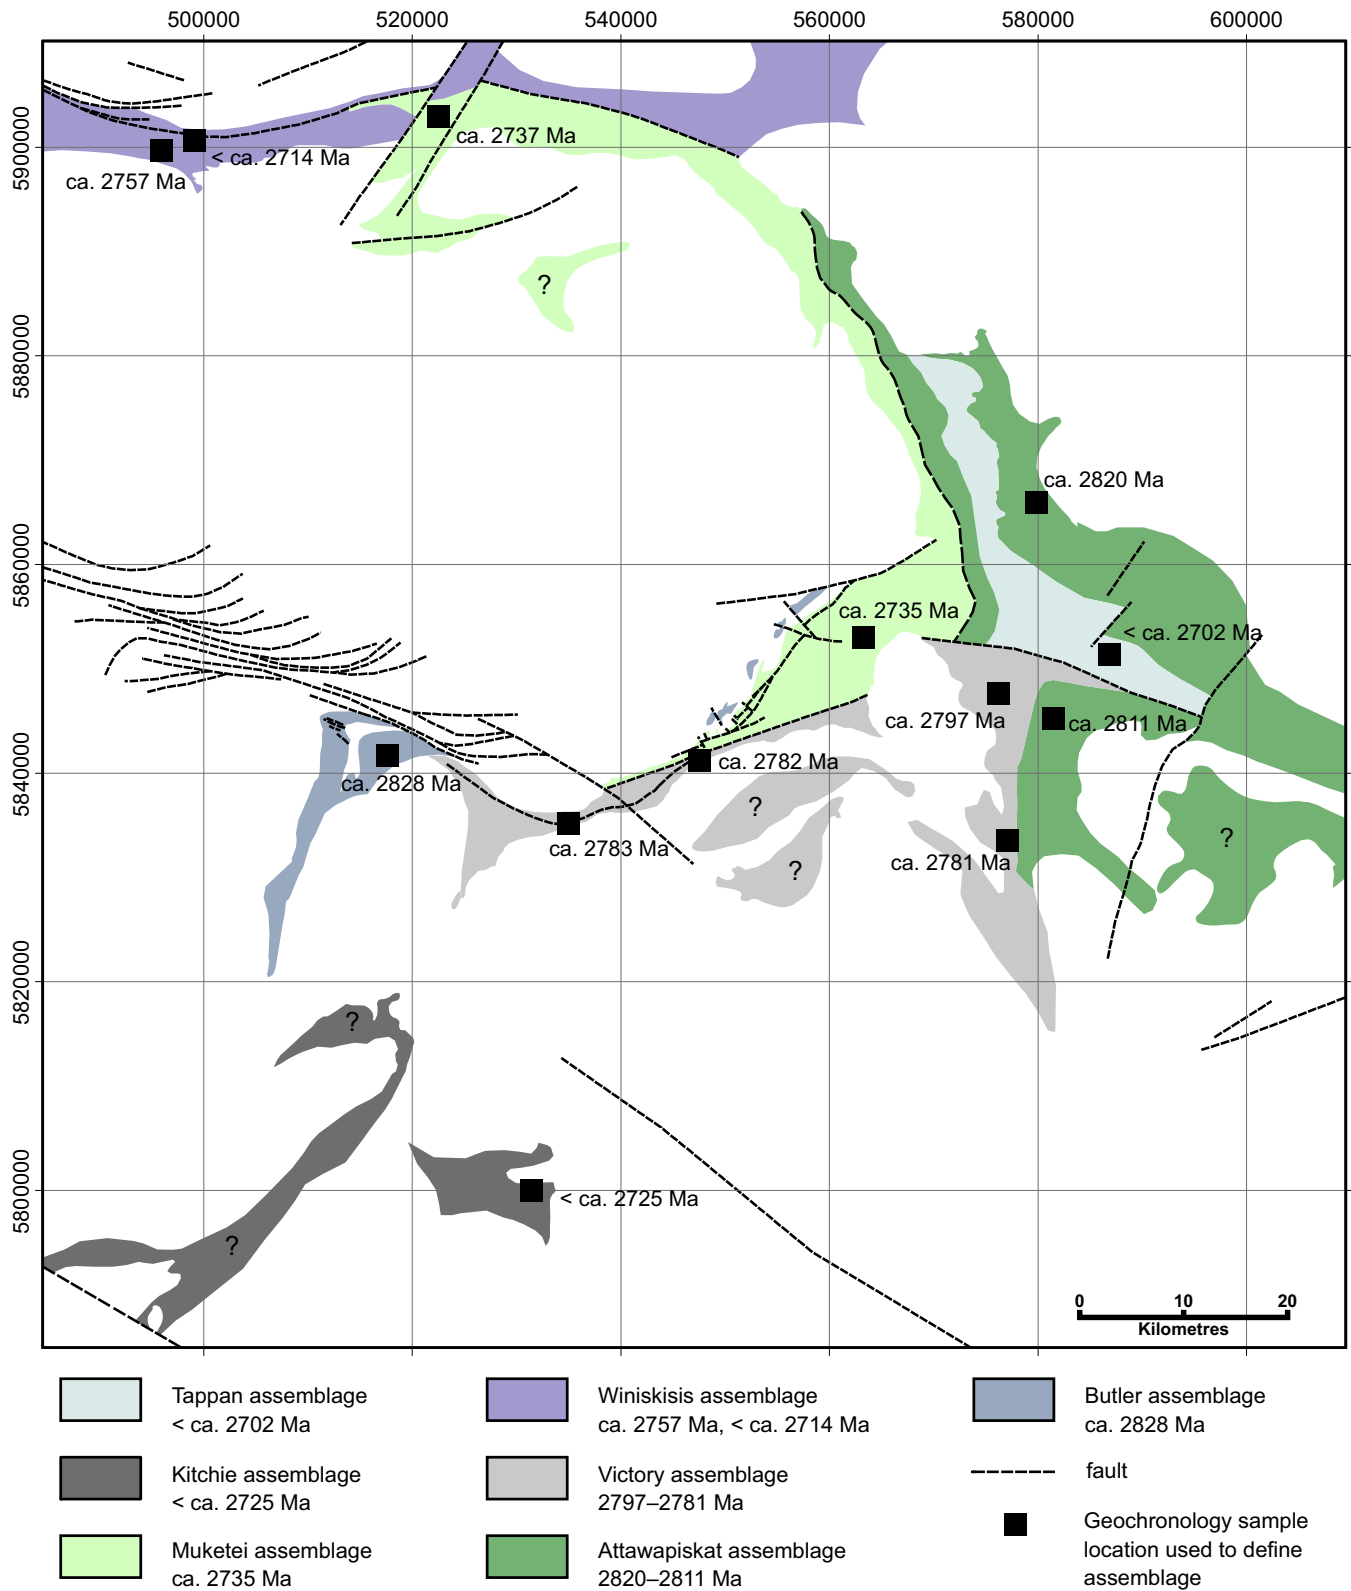 500000
520000
540000
560000
580000
600000
5900000
5880000
5860000
5840000
5820000
5800000
ca. 2737 Ma
< ca. 2714 Ma
ca. 2757 Ma
?
ca. 2820 Ma
ca. 2735 Ma
< ca. 2702 Ma
ca. 2797 Ma
ca. 2811 Ma
ca. 2782 Ma
ca. 2828 Ma
?
ca. 2783 Ma
?
ca. 2781 Ma
?
?
< ca. 2725 Ma
?
0
10
20
Kilometres
Tappan assemblage
< ca. 2702 Ma
Kitchie assemblage
< ca. 2725 Ma
Muketei assemblage
ca. 2735 Ma
Winiskisis assemblage
ca. 2757 Ma, < ca. 2714 Ma
Victory assemblage
2797–2781 Ma
Attawapiskat assemblage
2820–2811 Ma
Butler assemblage
ca. 2828 Ma
fault
Geochronology sample
location used to define
assemblage